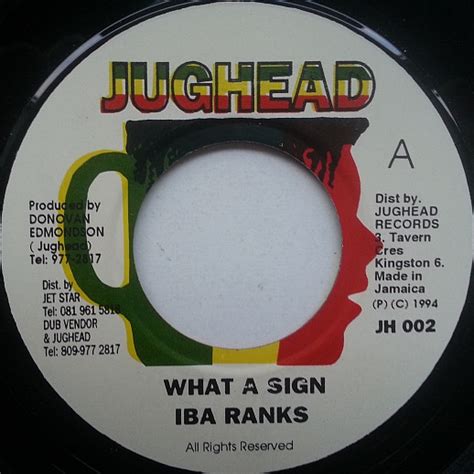 JUGHEAD
A
Produced by
DONOVAN
EDMONDSON
( Jughead)
Tel: 977-2817
Dist. by
JET STAR
Tel: 081 961 5818
DUB VENDOR
& JUGHEAD
Tel: 809-977 2817
Dist by.
JUGHEAD
RECORDS
3. Tavern
Cres
Kingston 6.
Made in
Jamaica
(P) (C) 1994
JH 002
WHAT A SIGN
IBA RANKS
All Rights Reserved